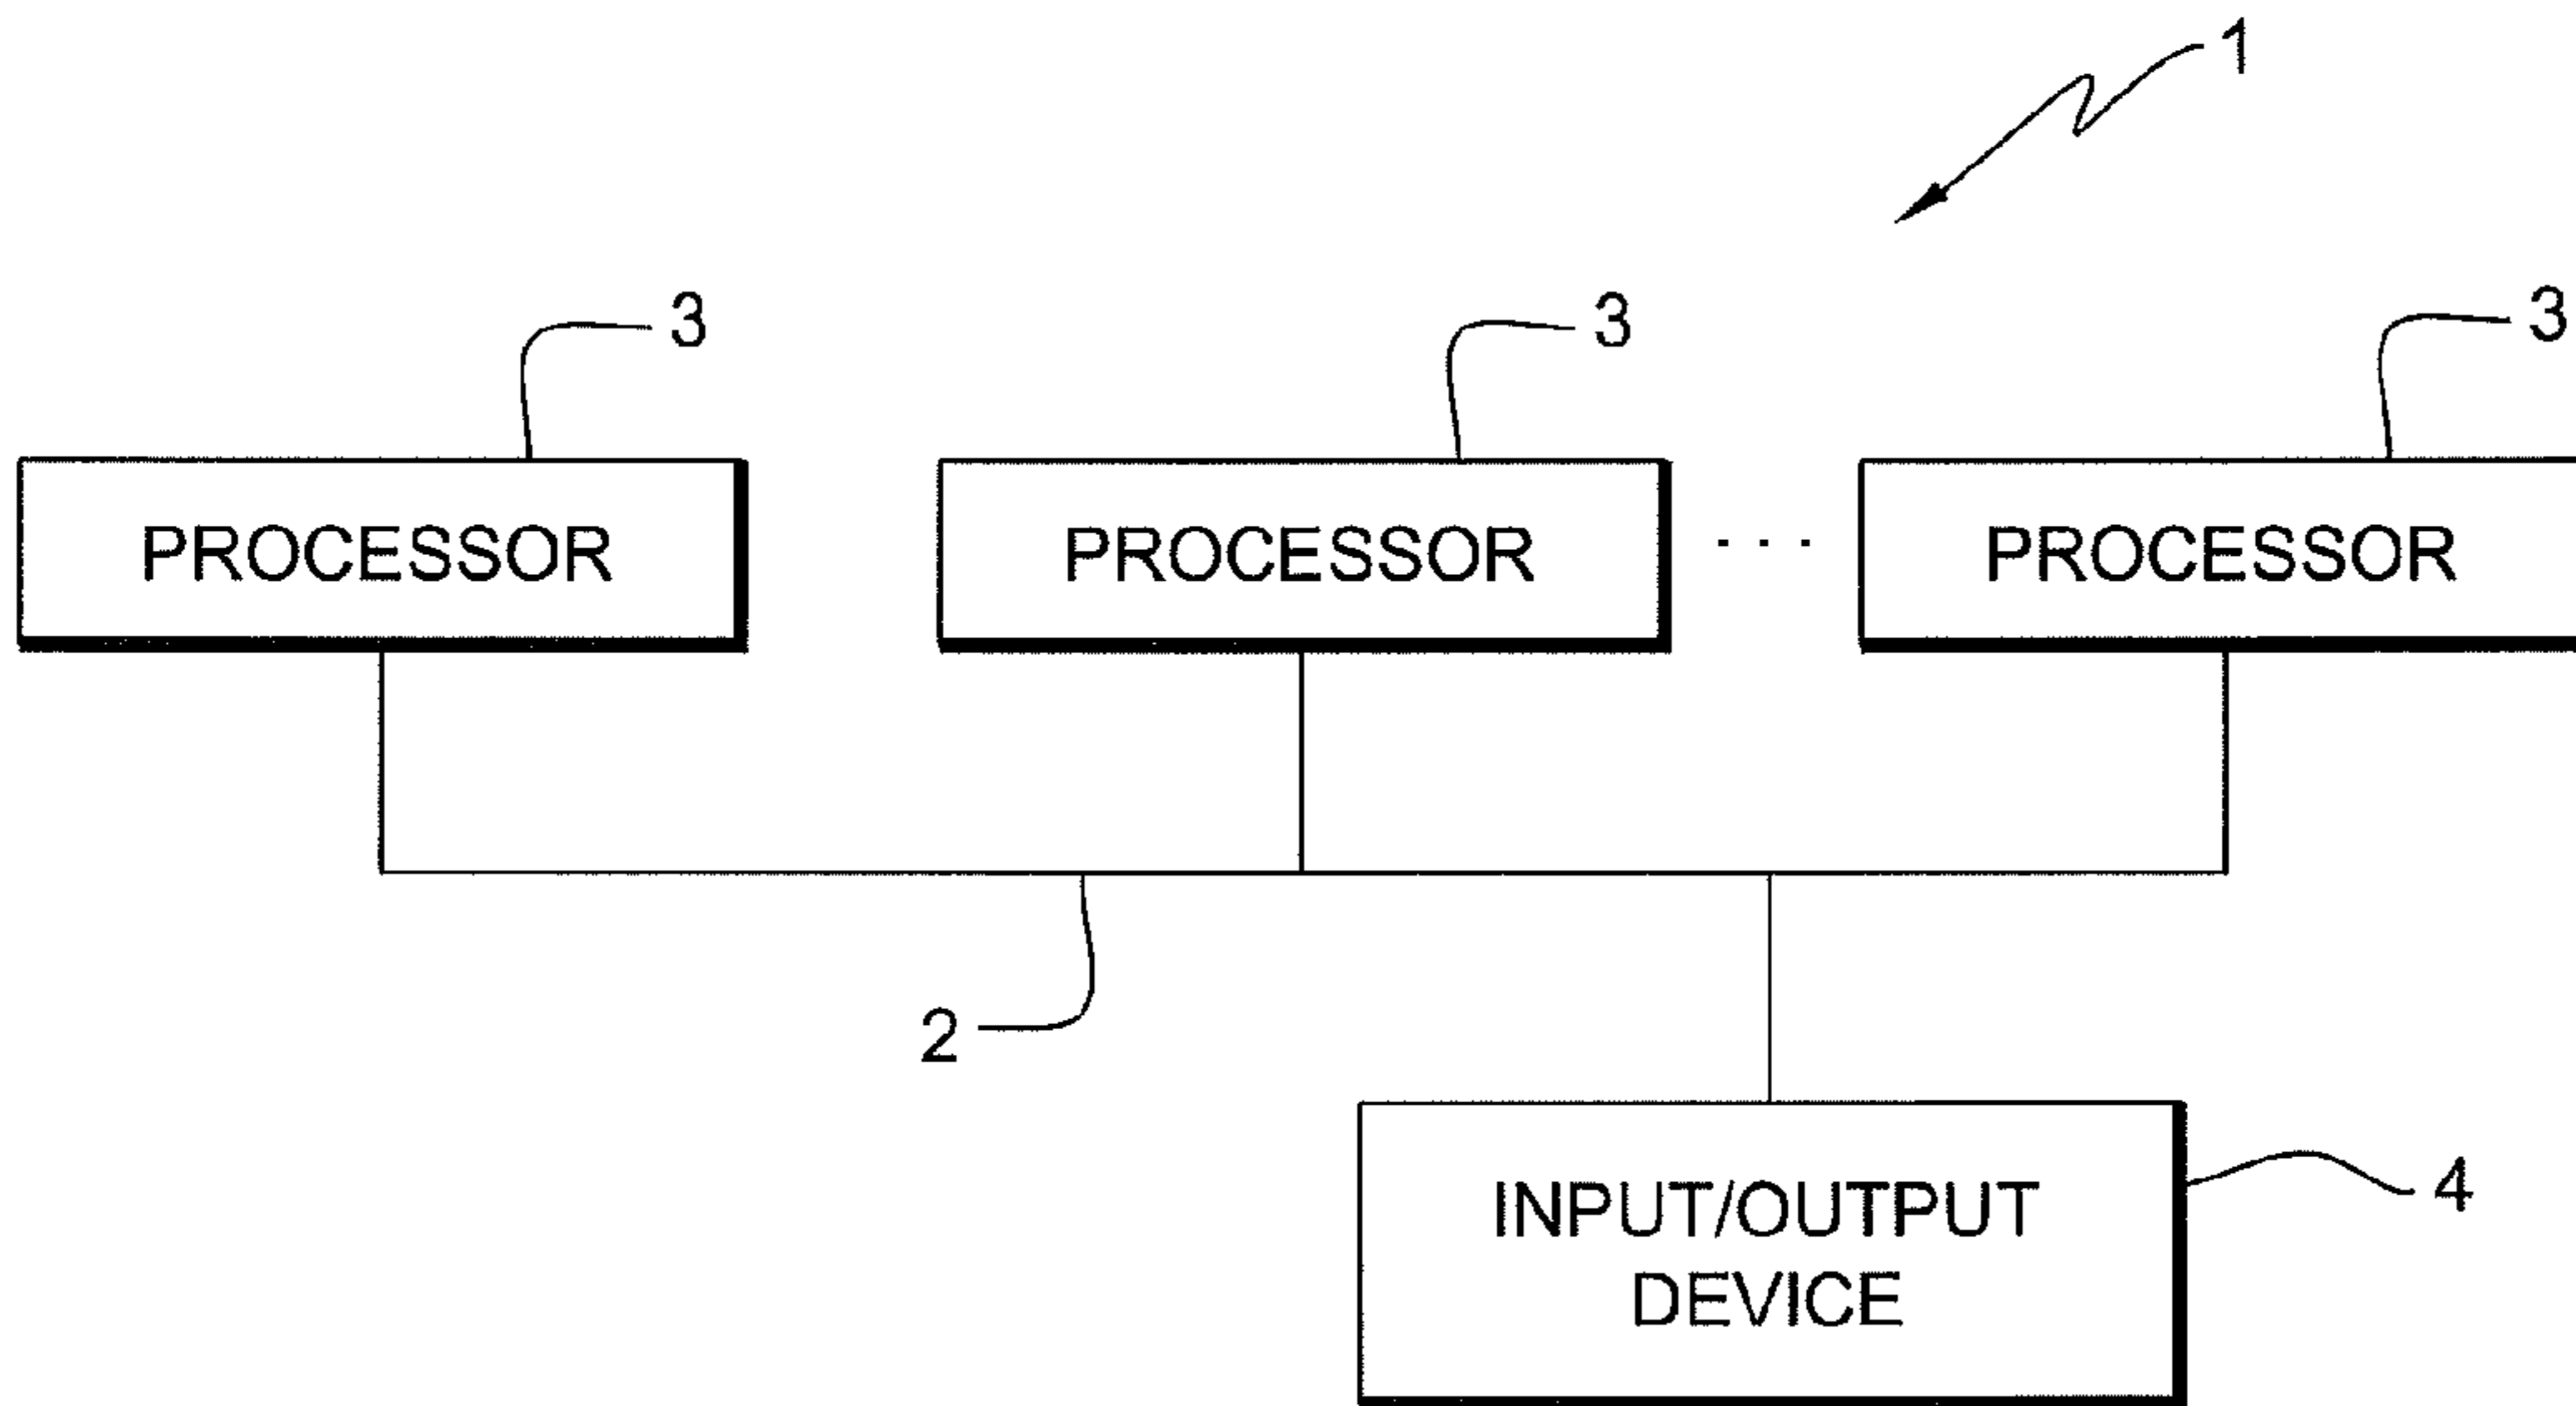 1
3
3
3
PROCESSOR
PROCESSOR
. . .
PROCESSOR
2
INPUT/OUTPUT
DEVICE
4